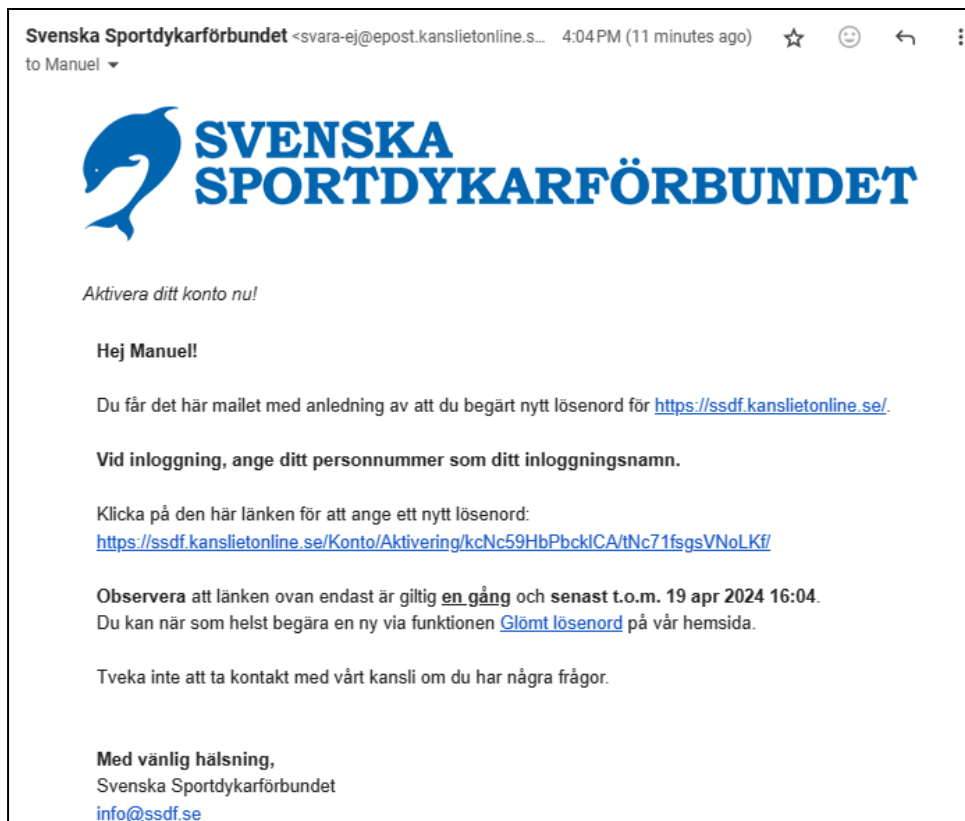 Svenska Sportdykarförbundet <svara-ej@epost.kanslietonline.s... 4:04 PM (11 minutes ago)
to Manuel
SVENSKA
SPORTDYKARFÖRBUNDET
Aktivera ditt konto nu!
Hej Manuel!
Du får det här mailet med anledning av att du begärt nytt lösenord för https://ssdf.kanslietonline.se/.
Vid inloggning, ange ditt personnummer som ditt inloggningsnamn.
Klicka på den här länken för att ange ett nytt lösenord:
https://ssdf.kanslietonline.se/Konto/Aktivering/kcNc59HbPbckICA/tNc71fsgsVNoLKf/
Observera att länken ovan endast är giltig en gång och senast t.o.m. 19 apr 2024 16:04.
Du kan när som helst begära en ny via funktionen Glömt lösenord på vår hemsida.
Tveka inte att ta kontakt med vårt kansli om du har några frågor.
Med vänlig hälsning,
Svenska Sportdykarförbundet
info@ssdf.se